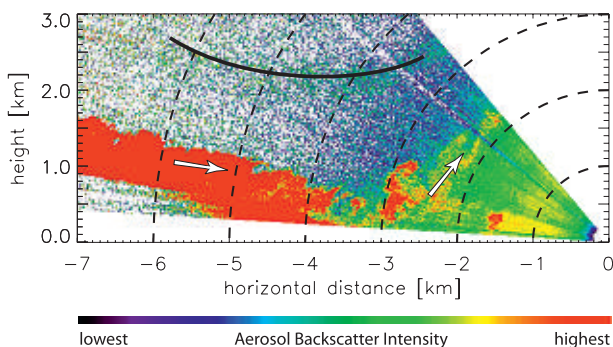 3.0
2.0
1.0
0.0
height [km]
-7 -6 -5 -4 -3 -2 -1 0
horizontal distance [km]
lowest Aerosol Backscatter Intensity highest